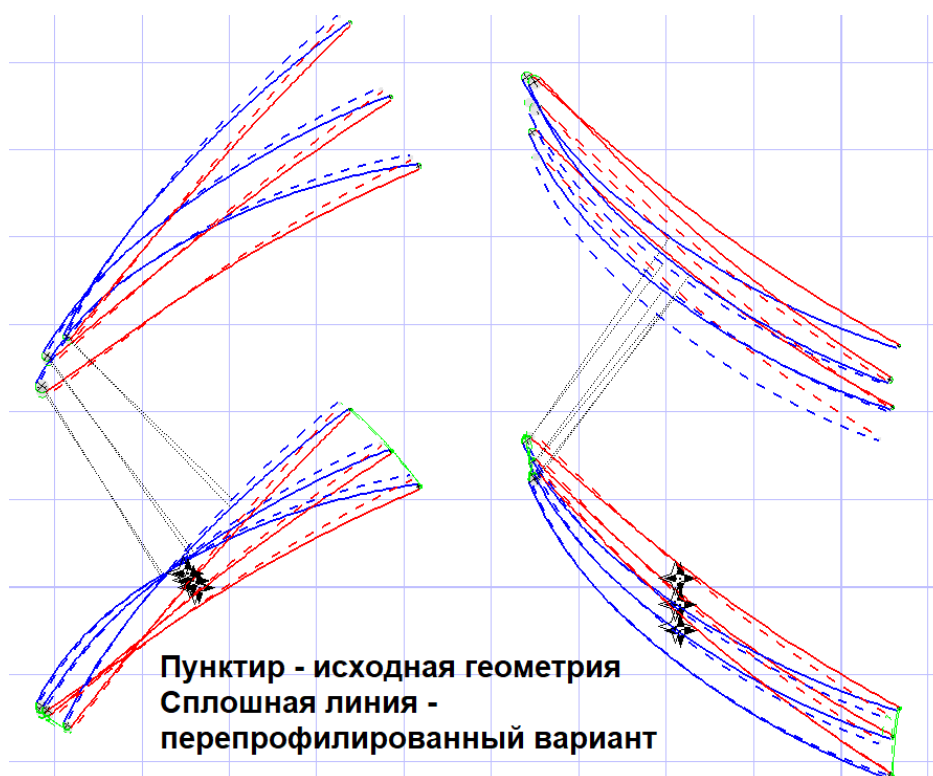 Пунктир - исходная геометрия
Сплошная линия -
перепрофилированный вариант